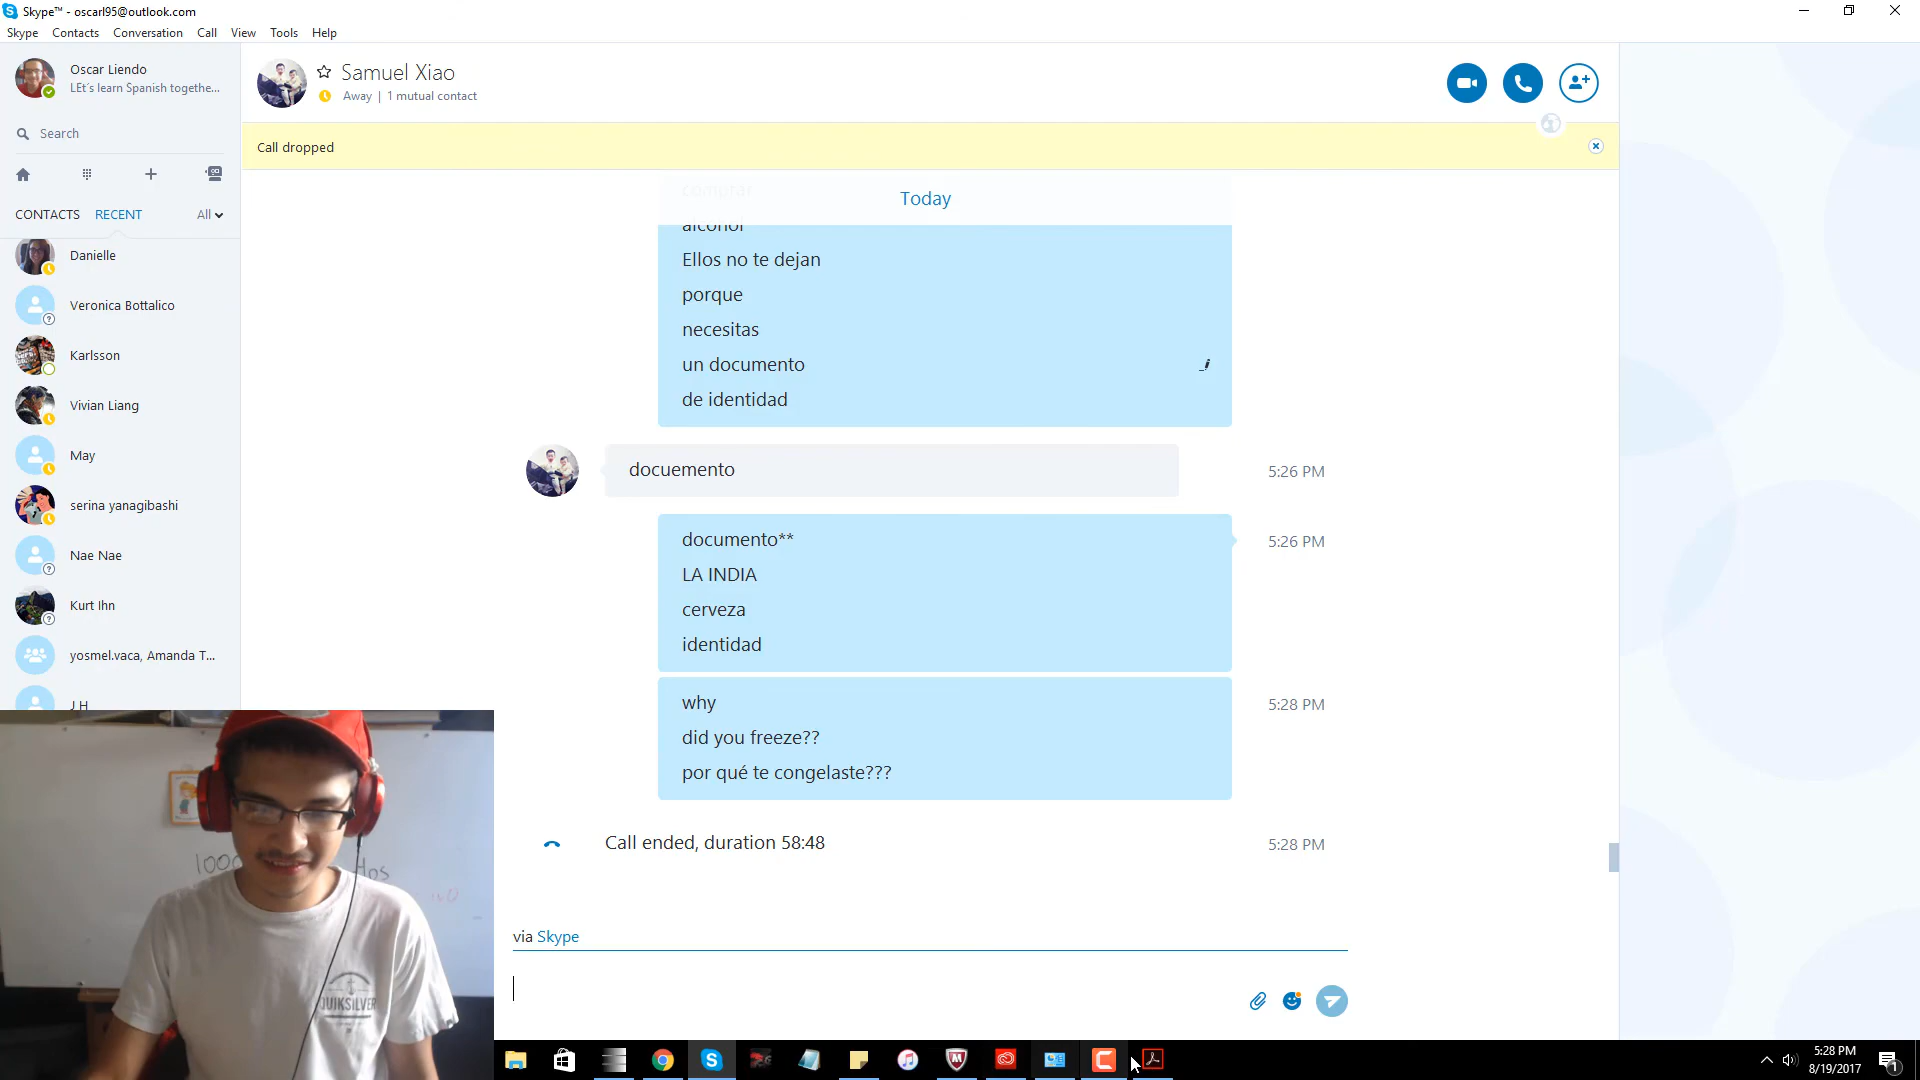 Skype™ - oscarl95@outlook.com
Skype Contacts Conversation Call View Tools Help
Oscar Liendo
LEt´s learn Spanish togethe...
Search
CONTACTS RECENT All
Danielle
Veronica Bottalico
Karlsson
Vivian Liang
May
serina yanagibashi
Nae Nae
Kurt Ihn
yosmel.vaca, Amanda T...
J H
Samuel Xiao
Away | 1 mutual contact
Call dropped
comprar
Today
alcohol
Ellos no te dejan
porque
necesitas
un documento
de identidad
docuemento
5:26 PM
documento**
5:26 PM
LA INDIA
cerveza
identidad
why
5:28 PM
did you freeze??
por qué te congelaste???
Call ended, duration 58:48
5:28 PM
via Skype
QUIKSILVER
5:28 PM
8/19/2017
1